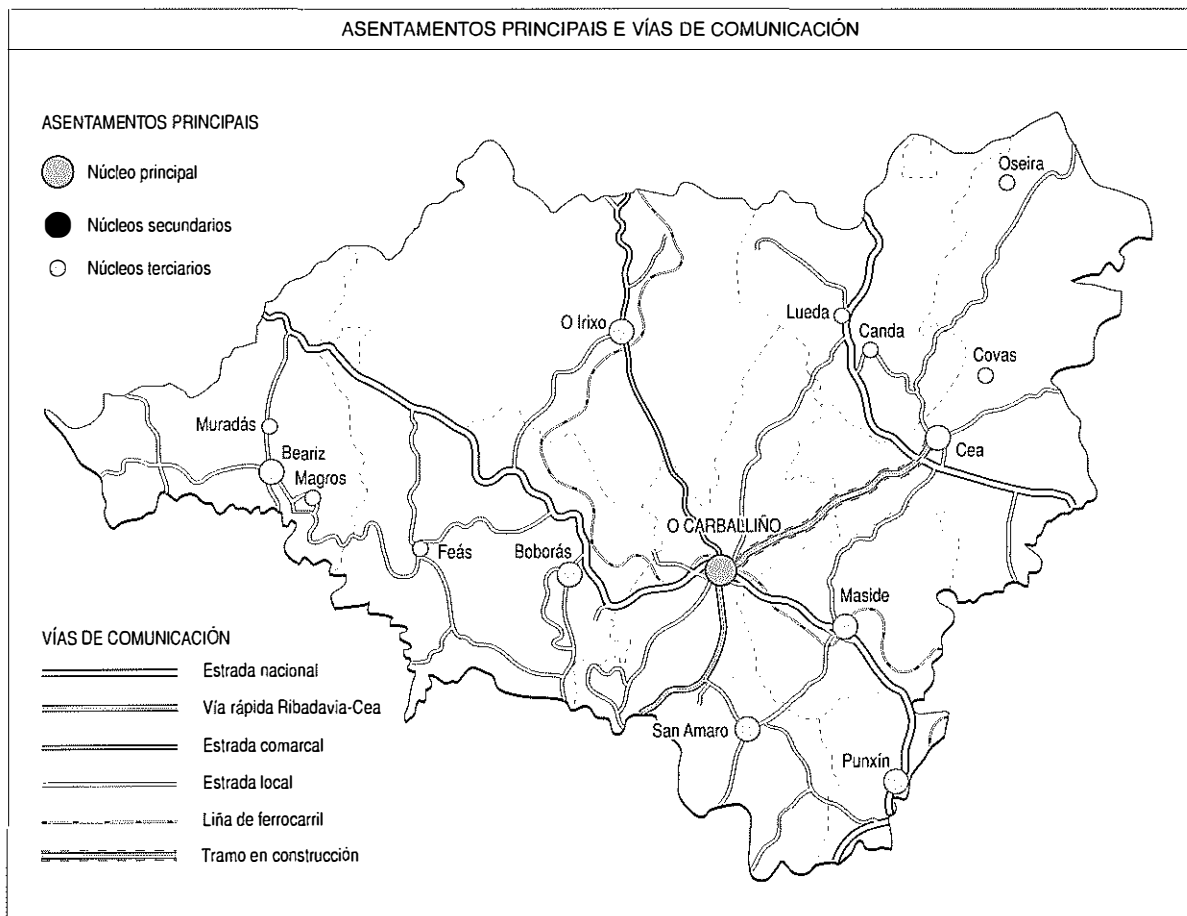 ASENTAMENTOS PRINCIPAIS E VÍAS DE COMUNICACIÓN
ASENTAMENTOS PRINCIPAIS
Núcleo principal
Núcleos secundarios
Núcleos terciarios
Oseira
O Irixo
Lueda
Canda
Covas
Muradás
Beariz
Magros
Cea
O CARBALLIÑO
Feás
Boborás
Maside
San Amaro
Punxín
VÍAS DE COMUNICACIÓN
Estrada nacional
Vía rápida Ribadavia-Cea
Estrada comarcal
Estrada local
Liña de ferrocarril
Tramo en construcción